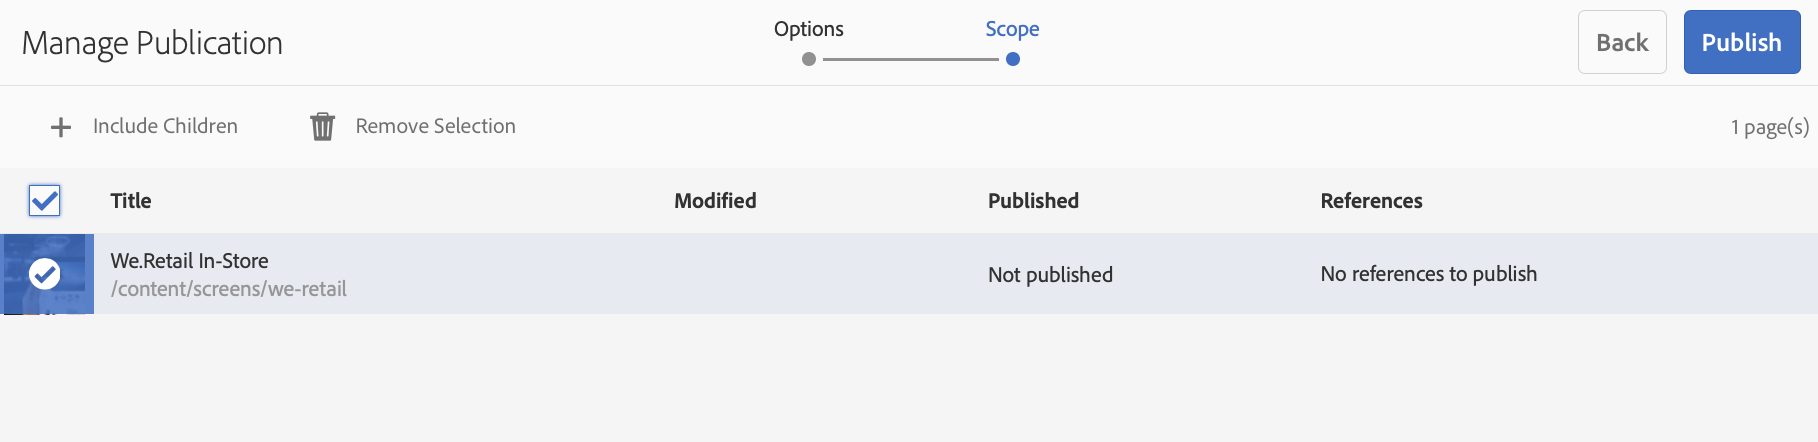 Manage Publication
Options
Scope
Back
Publish
Include Children
Remove Selection
1 page(s)
Title
Modified
Published
References
We.Retail In-Store
/content/screens/we-retail
Not published
No references to publish